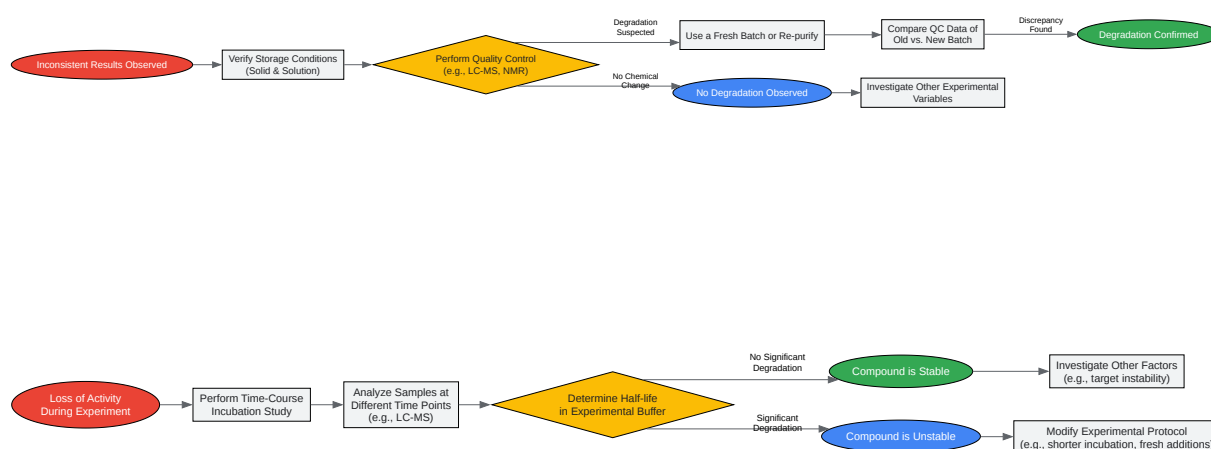 Inconsistent Results Observed
Verify Storage Conditions
(Solid & Solution)
Perform Quality Control
(e.g., LC-MS, NMR)
Degradation
Suspected
Use a Fresh Batch or Re-purify
Compare QC Data of
Old vs. New Batch
Discrepancy
Found
Degradation Confirmed
No Chemical
Change
No Degradation Observed
Investigate Other Experimental
Variables
Loss of Activity
During Experiment
Perform Time-Course
Incubation Study
Analyze Samples at
Different Time Points
(e.g., LC-MS)
Determine Half-life
in Experimental Buffer
No Significant
Degradation
Compound is Stable
Investigate Other Factors
(e.g., target instability)
Significant
Degradation
Compound is Unstable
Modify Experimental Protocol
(e.g., shorter incubation, fresh additions)